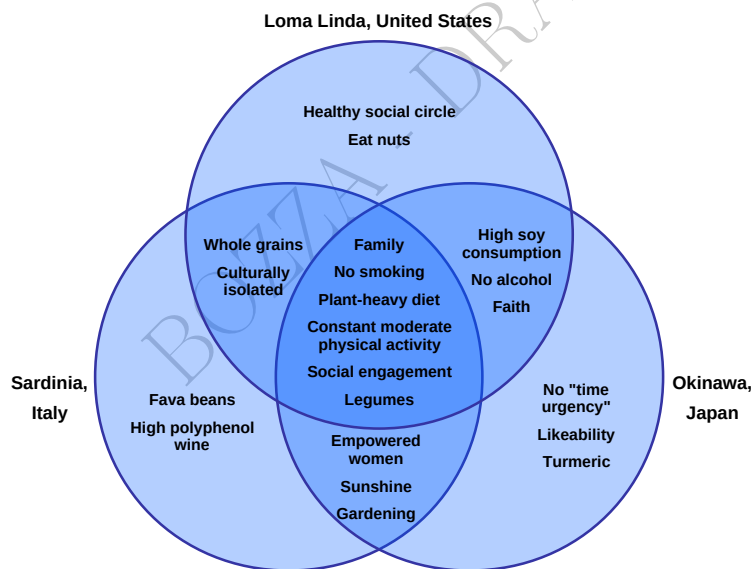 Loma Linda, United States
Healthy social circle
Eat nuts
Whole grains
Culturally
isolated
Family
No smoking
Plant-heavy diet
Constant moderate
physical activity
Social engagement
Legumes
High soy
consumption
No alcohol
Faith
Sardinia,
Italy
Fava beans
High polyphenol
wine
Empowered
women
Sunshine
Gardening
No "time
urgency"
Likeability
Turmeric
Okinawa,
Japan
BOZZA - DRA